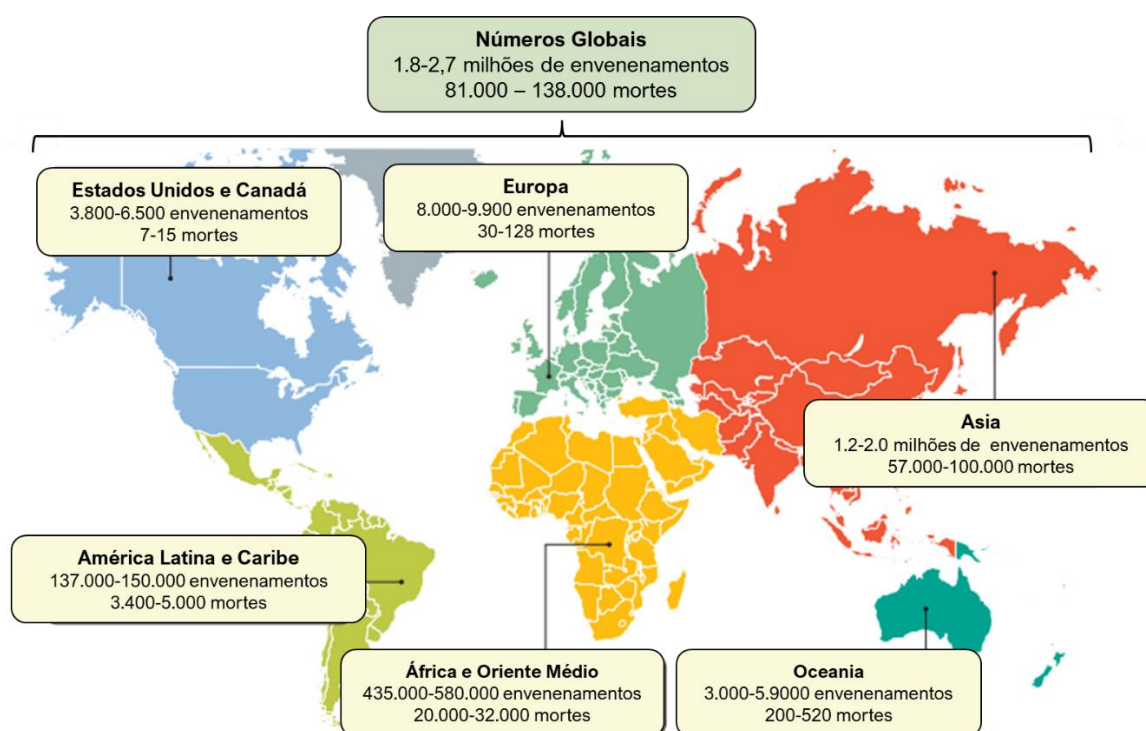 Números Globais
1.8-2,7 milhões de envenenamentos
81.000 – 138.000 mortes
Estados Unidos e Canadá
3.800-6.500 envenenamentos
7-15 mortes
Europa
8.000-9.900 envenenamentos
30-128 mortes
Asia
1.2-2.0 milhões de envenenamentos
57.000-100.000 mortes
América Latina e Caribe
137.000-150.000 envenenamentos
3.400-5.000 mortes
África e Oriente Médio
435.000-580.000 envenenamentos
20.000-32.000 mortes
Oceania
3.000-5.9000 envenenamentos
200-520 mortes